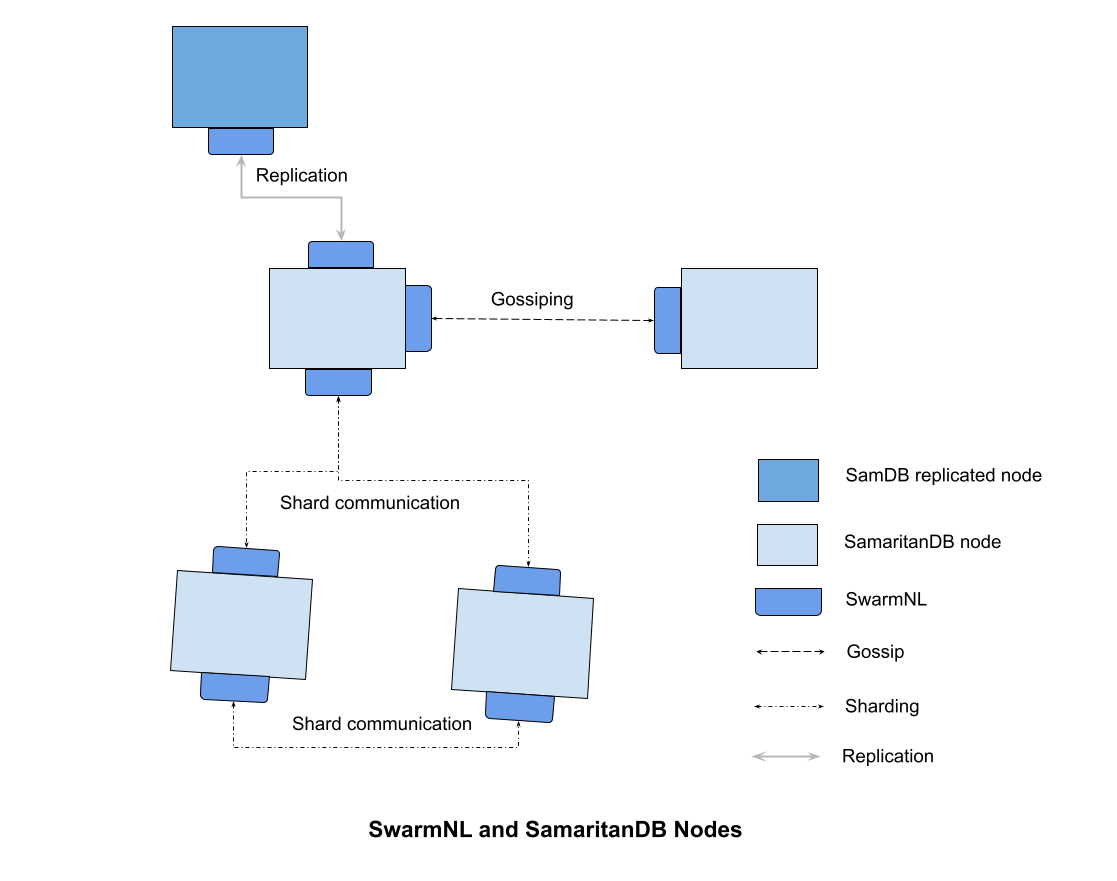 Replication
Gossiping
Shard communication
Shard communication
SamDB replicated node
SamaritanDB node
SwarmNL
Gossip
Sharding
Replication
SwarmNL and SamaritanDB Nodes